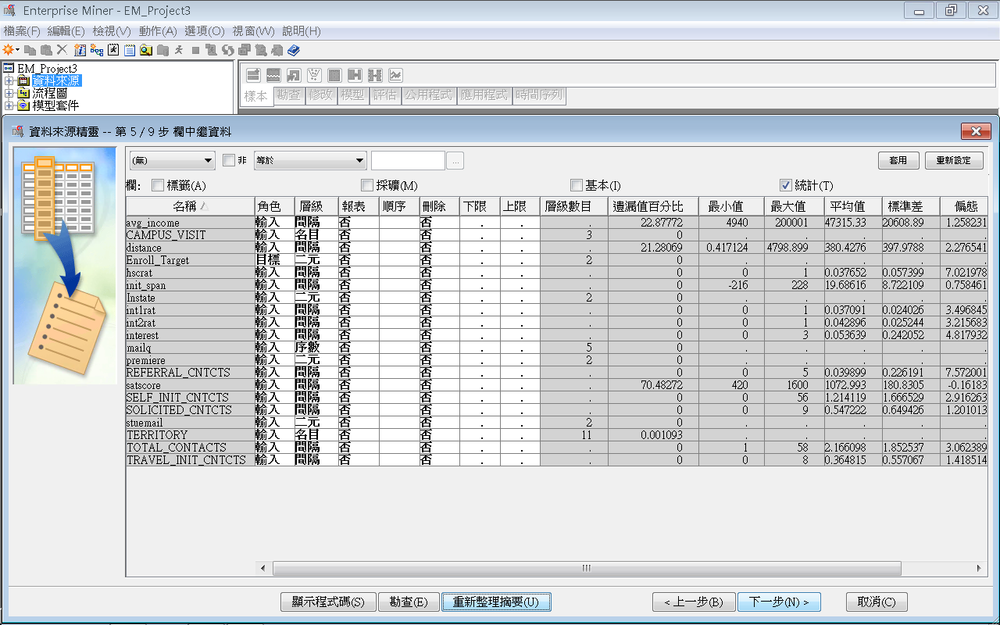 Enterprise Miner - EM_Project3
檔案(F) 編輯(E) 檢視(V) 動作(A) 選項(O) 視窗(W) 說明(H)
EM_Project3
資料來源
流程圖
模型套件
樣本 勘查 修改 模型 評估 公用程式 應用程式 時間序列
資料來源精靈 -- 第 5 / 9 步 欄中繼資料
(無) 非 等於 ... 套用 重新設定
欄: 標籤(A) 採礦(M) 基本(I) 統計(T)
名稱 角色 層級 報表 順序 刪除 下限 上限 層級數目 遺漏值百分比 最小值 最大值 平均值 標準差 偏態
avg_income 輸入 間隔 否 否 . . . 22.87772 4940 200001 47315.33 20608.89 1.258231
CAMPUS_VISIT 輸入 名目 否 否 . . 3 0 . . . . .
distance 輸入 間隔 否 否 . . . 21.28069 0.417124 4798.899 380.4276 397.9788 2.276541
Enroll_Target 目標 二元 否 否 . . 2 0 . . . . .
hscrat 輸入 間隔 否 否 . . . 0 0 1 0.037652 0.057399 7.021978
init_span 輸入 間隔 否 否 . . . 0 -216 228 19.68616 8.722109 0.758461
Instate 輸入 二元 否 否 . . 2 0 . . . . .
int1rat 輸入 間隔 否 否 . . . 0 0 1 0.037091 0.024026 3.496845
int2rat 輸入 間隔 否 否 . . . 0 0 1 0.042896 0.025244 3.215683
interest 輸入 間隔 否 否 . . . 0 0 3 0.053639 0.242052 4.817932
mailq 輸入 序數 否 否 . . 5 0 . . . . .
premiere 輸入 二元 否 否 . . 2 0 . . . . .
REFERRAL_CNTCTS 輸入 間隔 否 否 . . . 0 0 5 0.039899 0.226191 7.572001
satscore 輸入 間隔 否 否 . . . 70.48272 420 1600 1072.993 180.8305 -0.16183
SELF_INIT_CNTCTS 輸入 間隔 否 否 . . . 0 0 56 1.214119 1.666529 2.916263
SOLICITED_CNTCTS 輸入 間隔 否 否 . . . 0 0 9 0.547222 0.649426 1.201013
stuemail 輸入 二元 否 否 . . 2 0 . . . . .
TERRITORY 輸入 名目 否 否 . . 11 0.001093 . . . . .
TOTAL_CONTACTS 輸入 間隔 否 否 . . . 0 1 58 2.166098 1.852537 3.062389
TRAVEL_INIT_CNTCTS 輸入 間隔 否 否 . . . 0 0 8 0.364815 0.557067 1.418514
顯示程式碼(S) 勘查(E) 重新整理摘要(U) < 上一步(B) 下一步(N) > 取消(C)